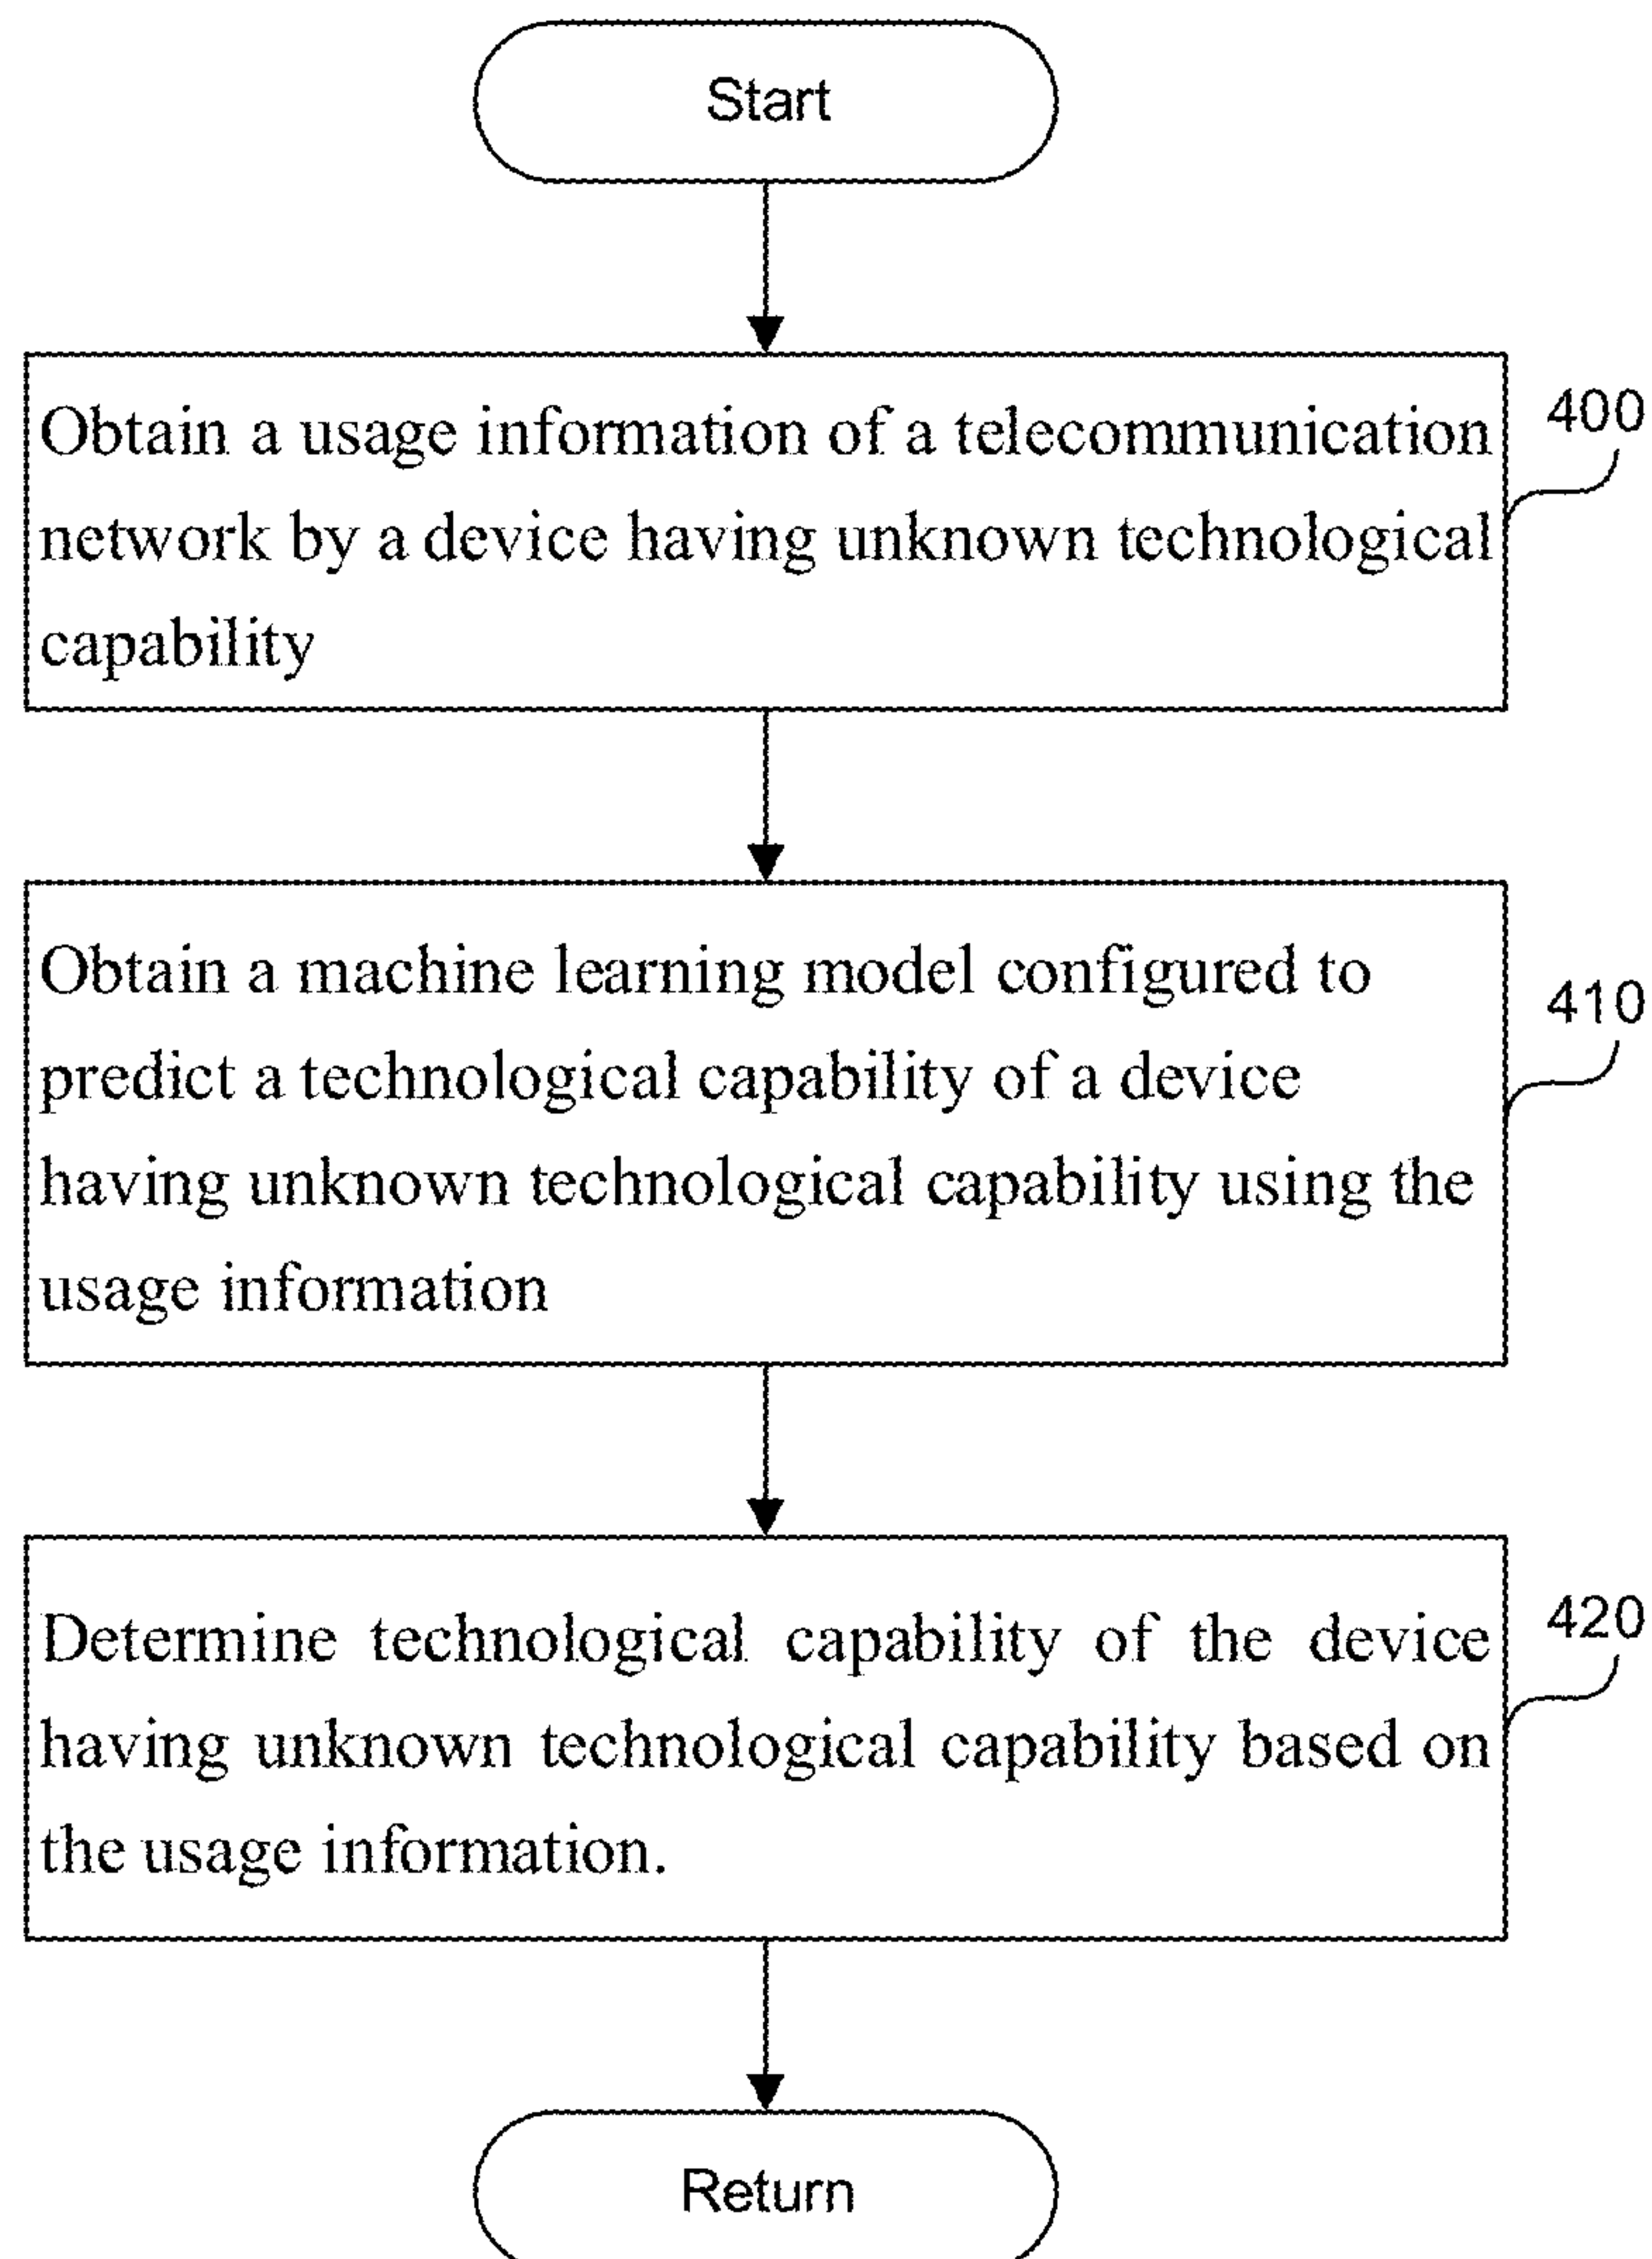 Start
Obtain a usage information of a telecommunication
network by a device having unknown technological
capability
400
Obtain a machine learning model configured to
predict a technological capability of a device
having unknown technological capability using the
usage information
410
Determine technological capability of the device
having unknown technological capability based on
the usage information.
420
Return